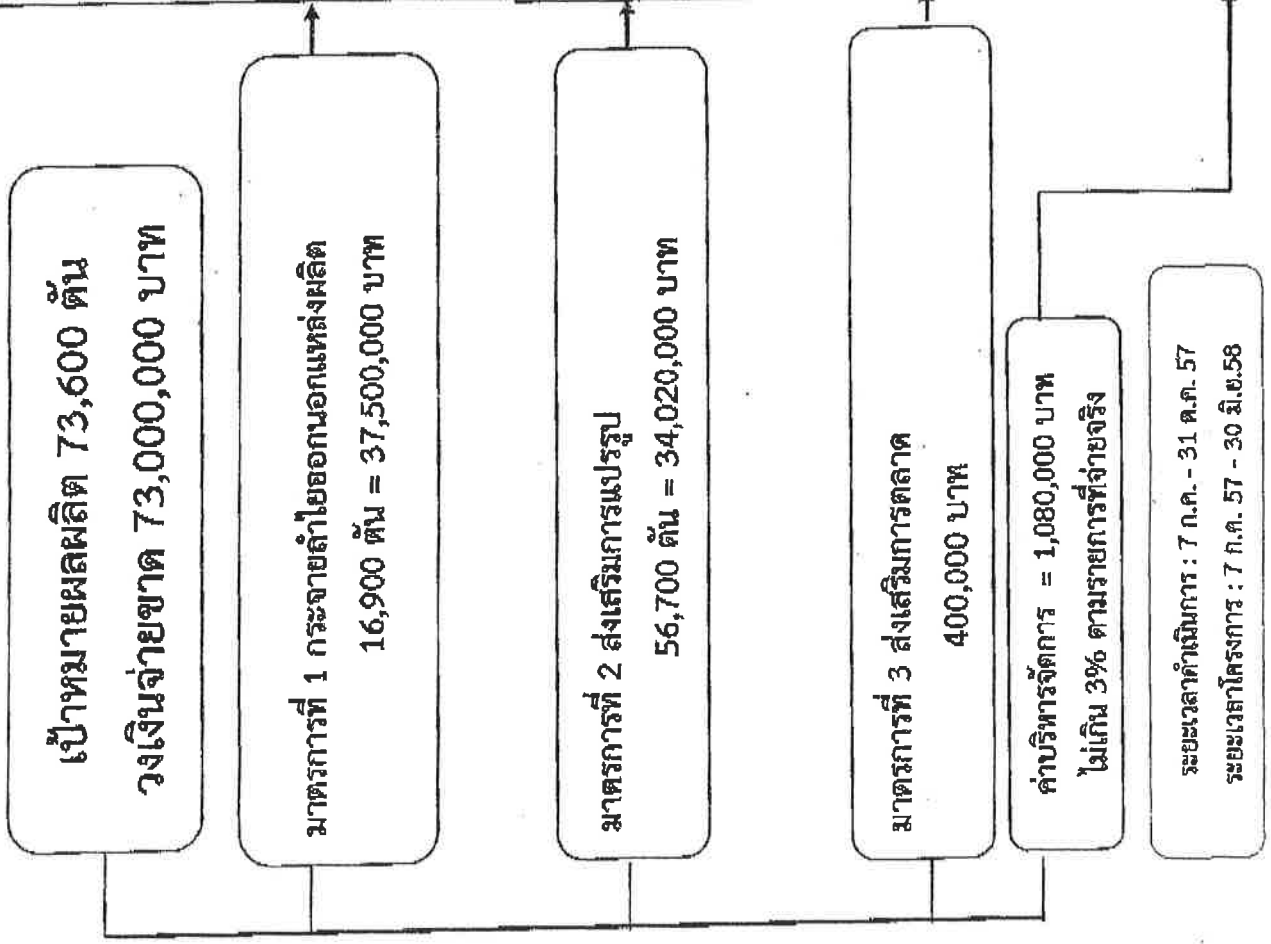 เป้าหมายผลผลิต 73,600 ตัน
วงเงินจ่ายขาด 73,000,000 บาท
มาตรการที่ 1 กระจายลำไยออกนอกแหล่งผลิต
16,900 ตัน = 37,500,000 บาท
มาตรการที่ 2 ส่งเสริมการแปรรูป
56,700 ตัน = 34,020,000 บาท
มาตรการที่ 3 ส่งเสริมการตลาด
400,000 บาท
ค่าบริหารจัดการ = 1,080,000 บาท
ไม่เกิน 3% ตามรายการที่จ่ายจริง
ระยะเวลาดำเนินการ : 7 ก.ค. - 31 ต.ค. 57
ระยะเวลาโครงการ : 7 ก.ค. 57 - 30 มิ.ย.58